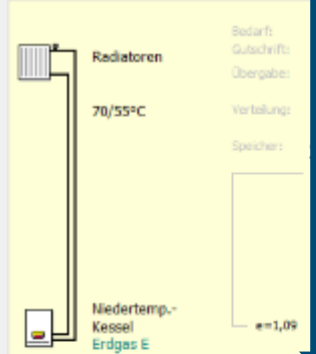 Bedarf:
Gutschrift:
Radiatoren
Übergabe:
70/55°C
Verteilung:
Speicher:
Niedertemp.-
Kessel
e=1,09
Erdgas E